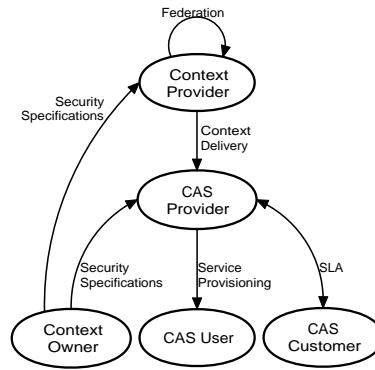 Federation
Context
Provider
Security
Specifications
Context
Delivery
CAS
Provider
Security
Specifications
Service
Provisioning
SLA
Context
Owner
CAS User
CAS
Customer